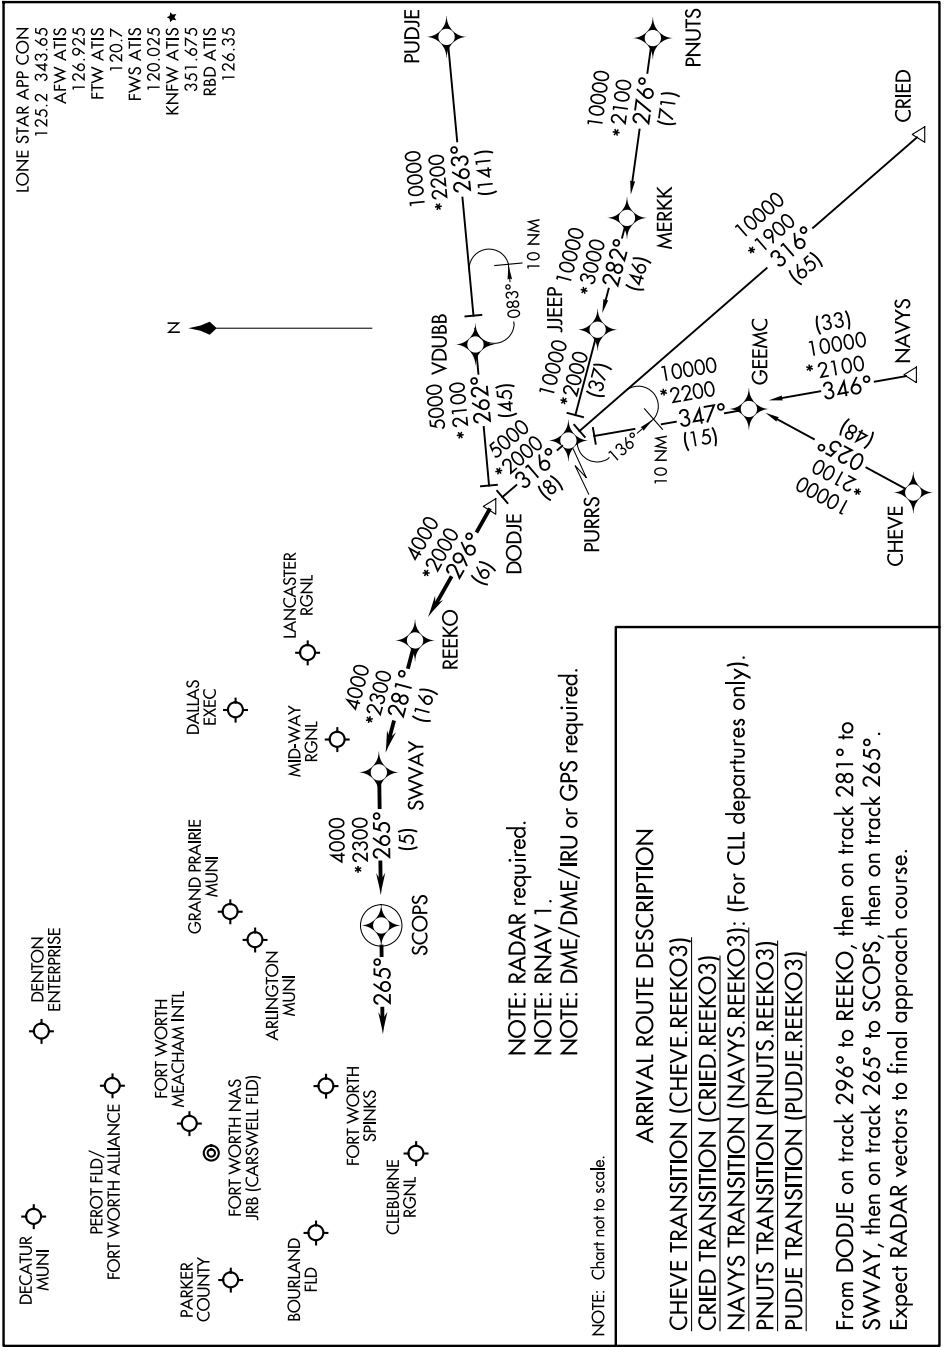 LONE STAR APP CON
125.2 343.65
AFW ATIS
126.925
FTW ATIS
120.7
FWS ATIS
120.025
KNFW ATIS★
351.675
RBD ATIS
126.35
N
DECATUR
MUNI
DENTON
ENTERPRISE
PEROT FLD/
FORT WORTH ALLIANCE
FORT WORTH
MEACHAM INTL
FORT WORTH NAS
JRB (CARSWELL FLD)
PARKER
COUNTY
GRAND PRAIRIE
MUNI
ARLINGTON
MUNI
DALLAS
EXEC
LANCASTER
RGNL
MID-WAY
RGNL
BOURLAND
FLD
FORT WORTH
SPINKS
CLEBURNE
RGNL
PUDJE
10000
*2200
263°
(141)
10 NM
083°
VDUBB
5000
*2100
262°
(45)
PNUTS
10000
*2100
276°
(71)
MERKK
10000
*3000
282°
(46)
JJEEP
10000
*2000
(37)
CRIED
10000
*1900
316°
(65)
NAVYS
(33)
10000
*2100
346°
GEEMC
10000
*2200
347°
(15)
CHEVE
10000
*2100
025°
(48)
136°
10 NM
PURRS
5000
*2000
316°
(8)
DODJE
4000
*2000
296°
(6)
REEKO
4000
*2300
281°
(16)
SWVAY
4000
*2300
265°
(5)
SCOPS
265°
NOTE: RADAR required.
NOTE: RNAV 1.
NOTE: DME/DME/IRU or GPS required.
NOTE: Chart not to scale.
ARRIVAL ROUTE DESCRIPTION
CHEVE TRANSITION (CHEVE.REEKO3)
CRIED TRANSITION (CRIED.REEKO3)
NAVYS TRANSITION (NAVYS.REEKO3): (For CLL departures only).
PNUTS TRANSITION (PNUTS.REEKO3)
PUDJE TRANSITION (PUDJE.REEKO3)
From DODJE on track 296° to REEKO, then on track 281° to
SWVAY, then on track 265° to SCOPS, then on track 265°.
Expect RADAR vectors to final approach course.